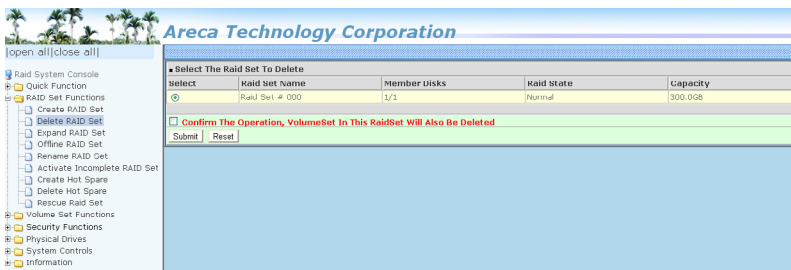 Areca Technology Corporation
|open all|close all|
Raid System Console
Quick Function
RAID Set Functions
Create RAID Set
Delete RAID Set
Expand RAID Set
Offline RAID Set
Rename RAID Set
Activate Incomplete RAID Set
Create Hot Spare
Delete Hot Spare
Rescue Raid Set
Volume Set Functions
Security Functions
Physical Drives
System Controls
Information
Select The Raid Set To Delete
Select Raid Set Name Member Disks Raid State Capacity
Raid Set # 000 1/1 Normal 300.0GB
Confirm The Operation, VolumeSet In This RaidSet Will Also Be Deleted
Submit Reset